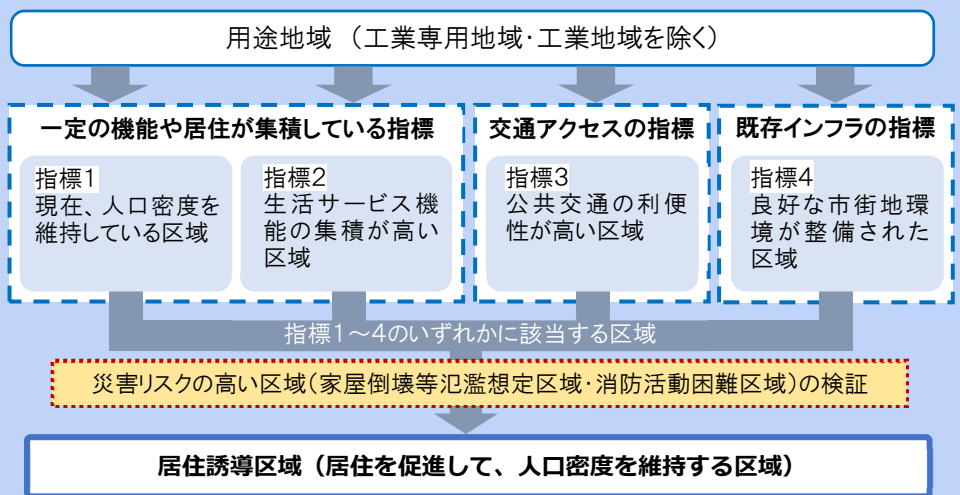 用途地域 （工業専用地域･工業地域を除く）
一定の機能や居住が集積している指標
指標1
現在、人口密度を
維持している区域
指標2
生活サービス機
能の集積が高い
区域
交通アクセスの指標
指標3
公共交通の利便
性が高い区域
既存インフラの指標
指標4
良好な市街地環
境が整備された
区域
指標1～4のいずれかに該当する区域
災害リスクの高い区域（家屋倒壊等氾濫想定区域･消防活動困難区域）の検証
居住誘導区域（居住を促進して、人口密度を維持する区域）